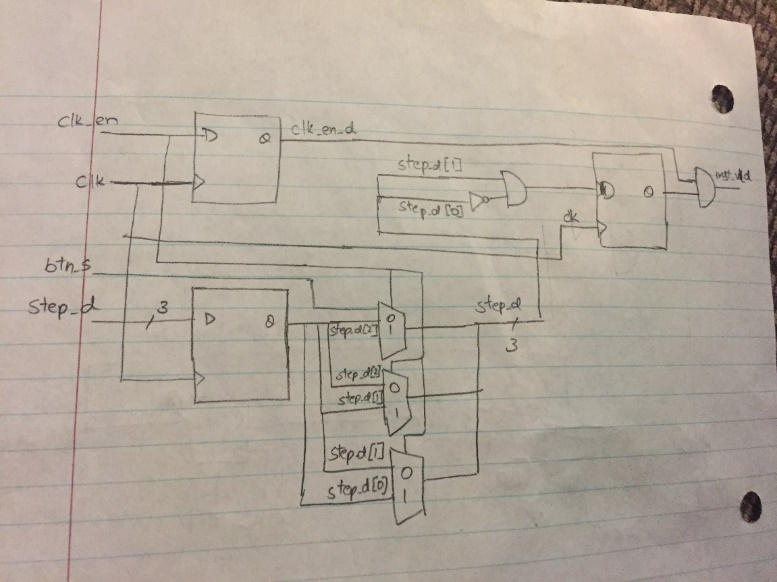 clk_en
D
Q
clk_en_d
clk
step_d[1]
step_d[0]
D
Q
inst_vld
clk
btn_s
step_d
3
D
Q
step_d[2]
0
1
step_d
3
step_d[2]
0
step_d[1]
1
step_d[1]
0
step_d[0]
1